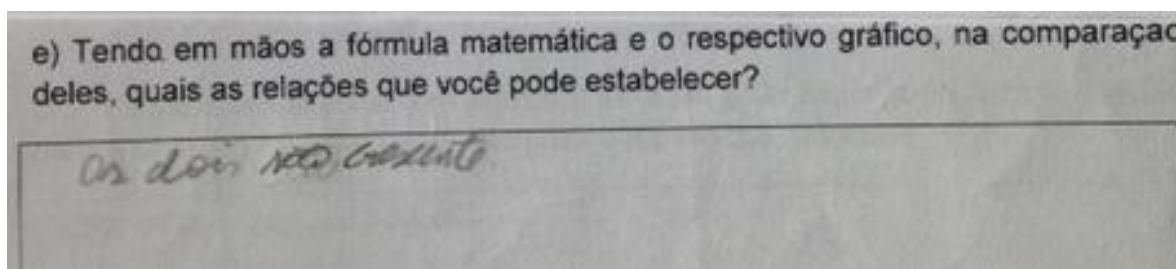 e) Tendo em mãos a fórmula matemática e o respectivo gráfico, na comparaçao
deles, quais as relações que você pode estabelecer?
os dois são cresente